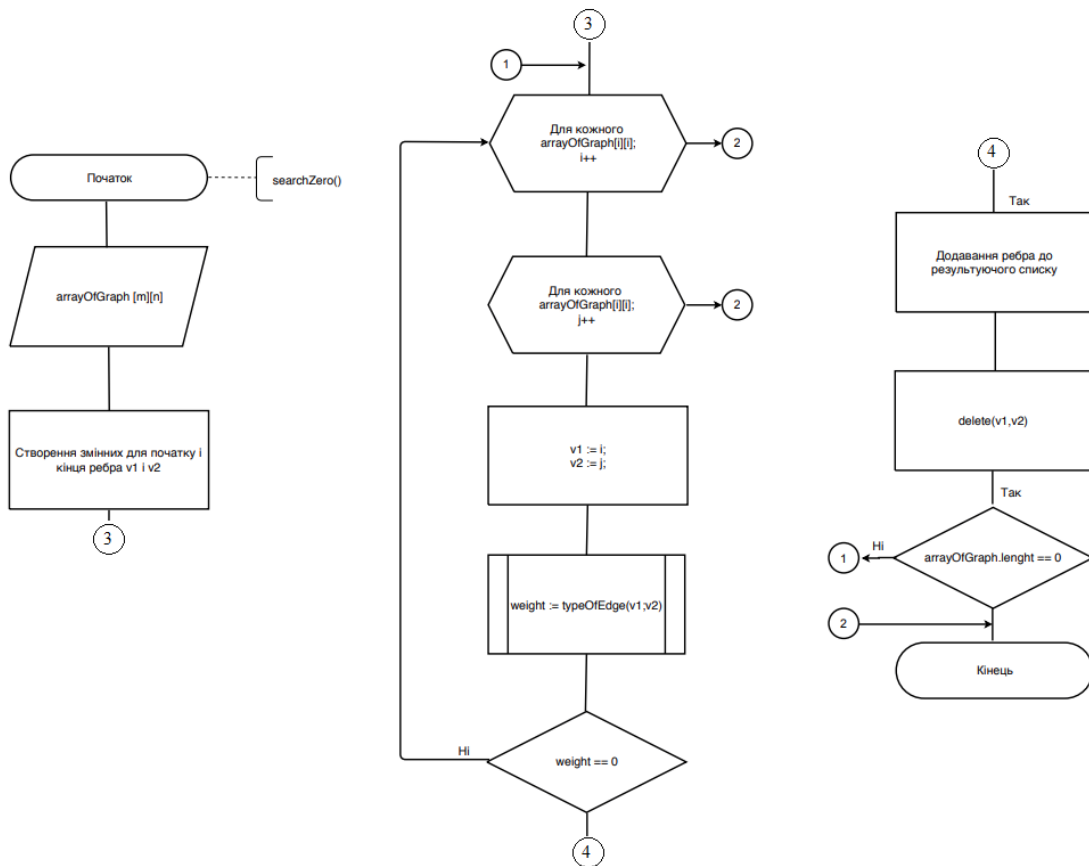 Початок
searchZero()
arrayOfGraph [m][n]
Створення змінних для початку і
кінця ребра v1 і v2
3
3
1
Для кожного
arrayOfGraph[i][i];
i++
2
Для кожного
arrayOfGraph[i][i];
j++
2
v1 := i;
v2 := j;
weight := typeOfEdge(v1;v2)
Ні
weight == 0
4
4
Так
Додавання ребра до
результуючого списку
delete(v1,v2)
Так
Ні
1
arrayOfGraph.lenght == 0
2
Кінець